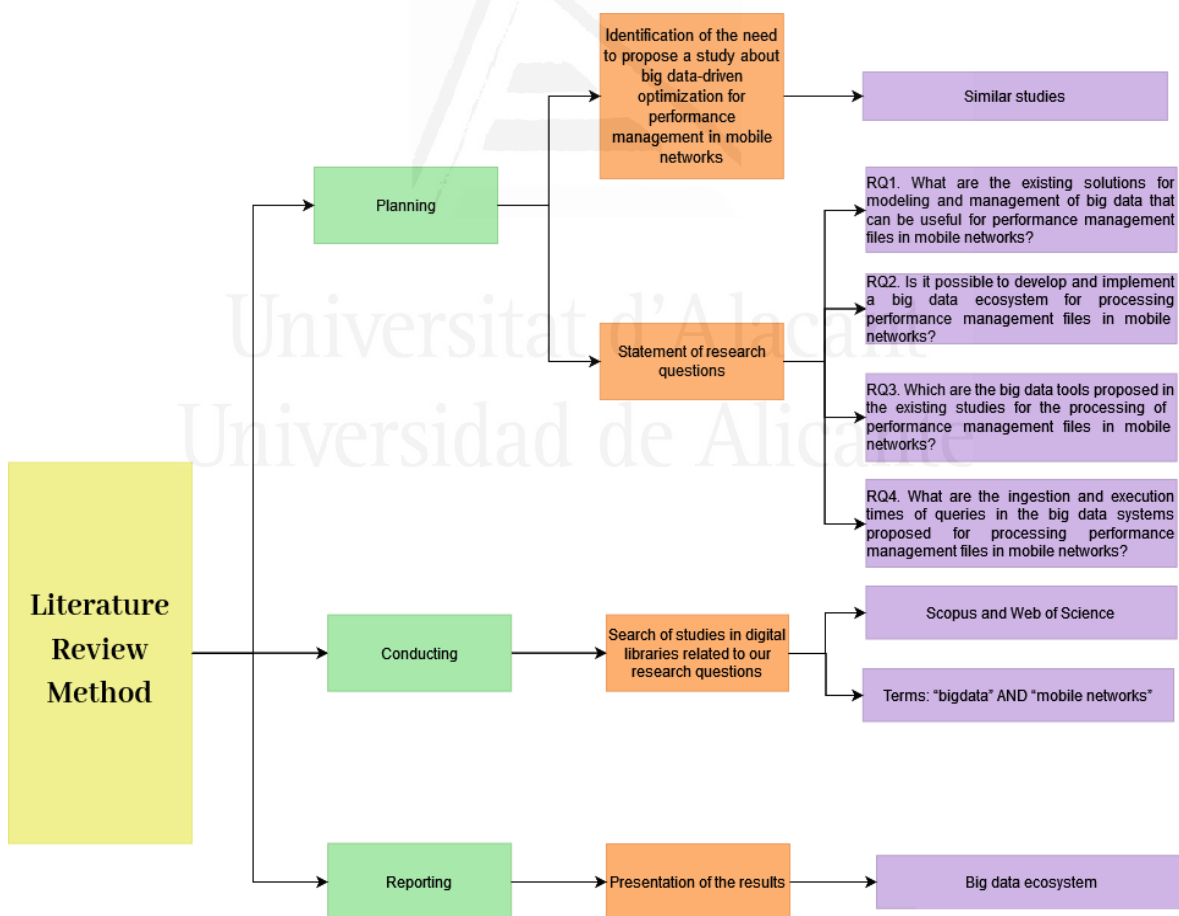 Identification of the need
to propose a study about
big data-driven
optimization for
performance
management in mobile
networks
Similar studies
Planning
RQ1. What are the existing solutions for
modeling and management of big data that
can be useful for performance management
files in mobile networks?
RQ2. Is it possible to develop and implement
a big data ecosystem for processing
performance management files in mobile
networks?
Statement of research
questions
RQ3. Which are the big data tools proposed in
the existing studies for the processing of
performance management files in mobile
networks?
RQ4. What are the ingestion and execution
times of queries in the big data systems
proposed for processing performance
management files in mobile networks?
Universitat d'Alacant
Universidad de Alicante
Literature
Review
Method
Conducting
Search of studies in digital
libraries related to our
research questions
Scopus and Web of Science
Terms: “bigdata” AND “mobile networks”
Reporting
Presentation of the results
Big data ecosystem